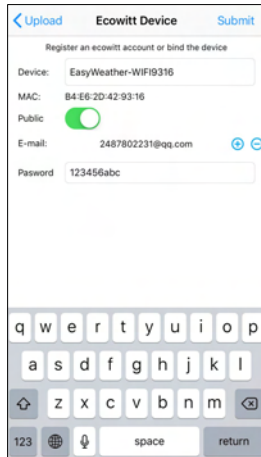 Upload Ecowitt Device Submit
Register an ecowitt account or bind the device
Device: EasyWeather-WIFI9316
MAC: B4:E6:2D:42:93:16
Public
E-mail: 2487802231@qq.com
Pasword 123456abc
q w e r t y u i o p
a s d f g h j k l
z x c v b n m
123 space return